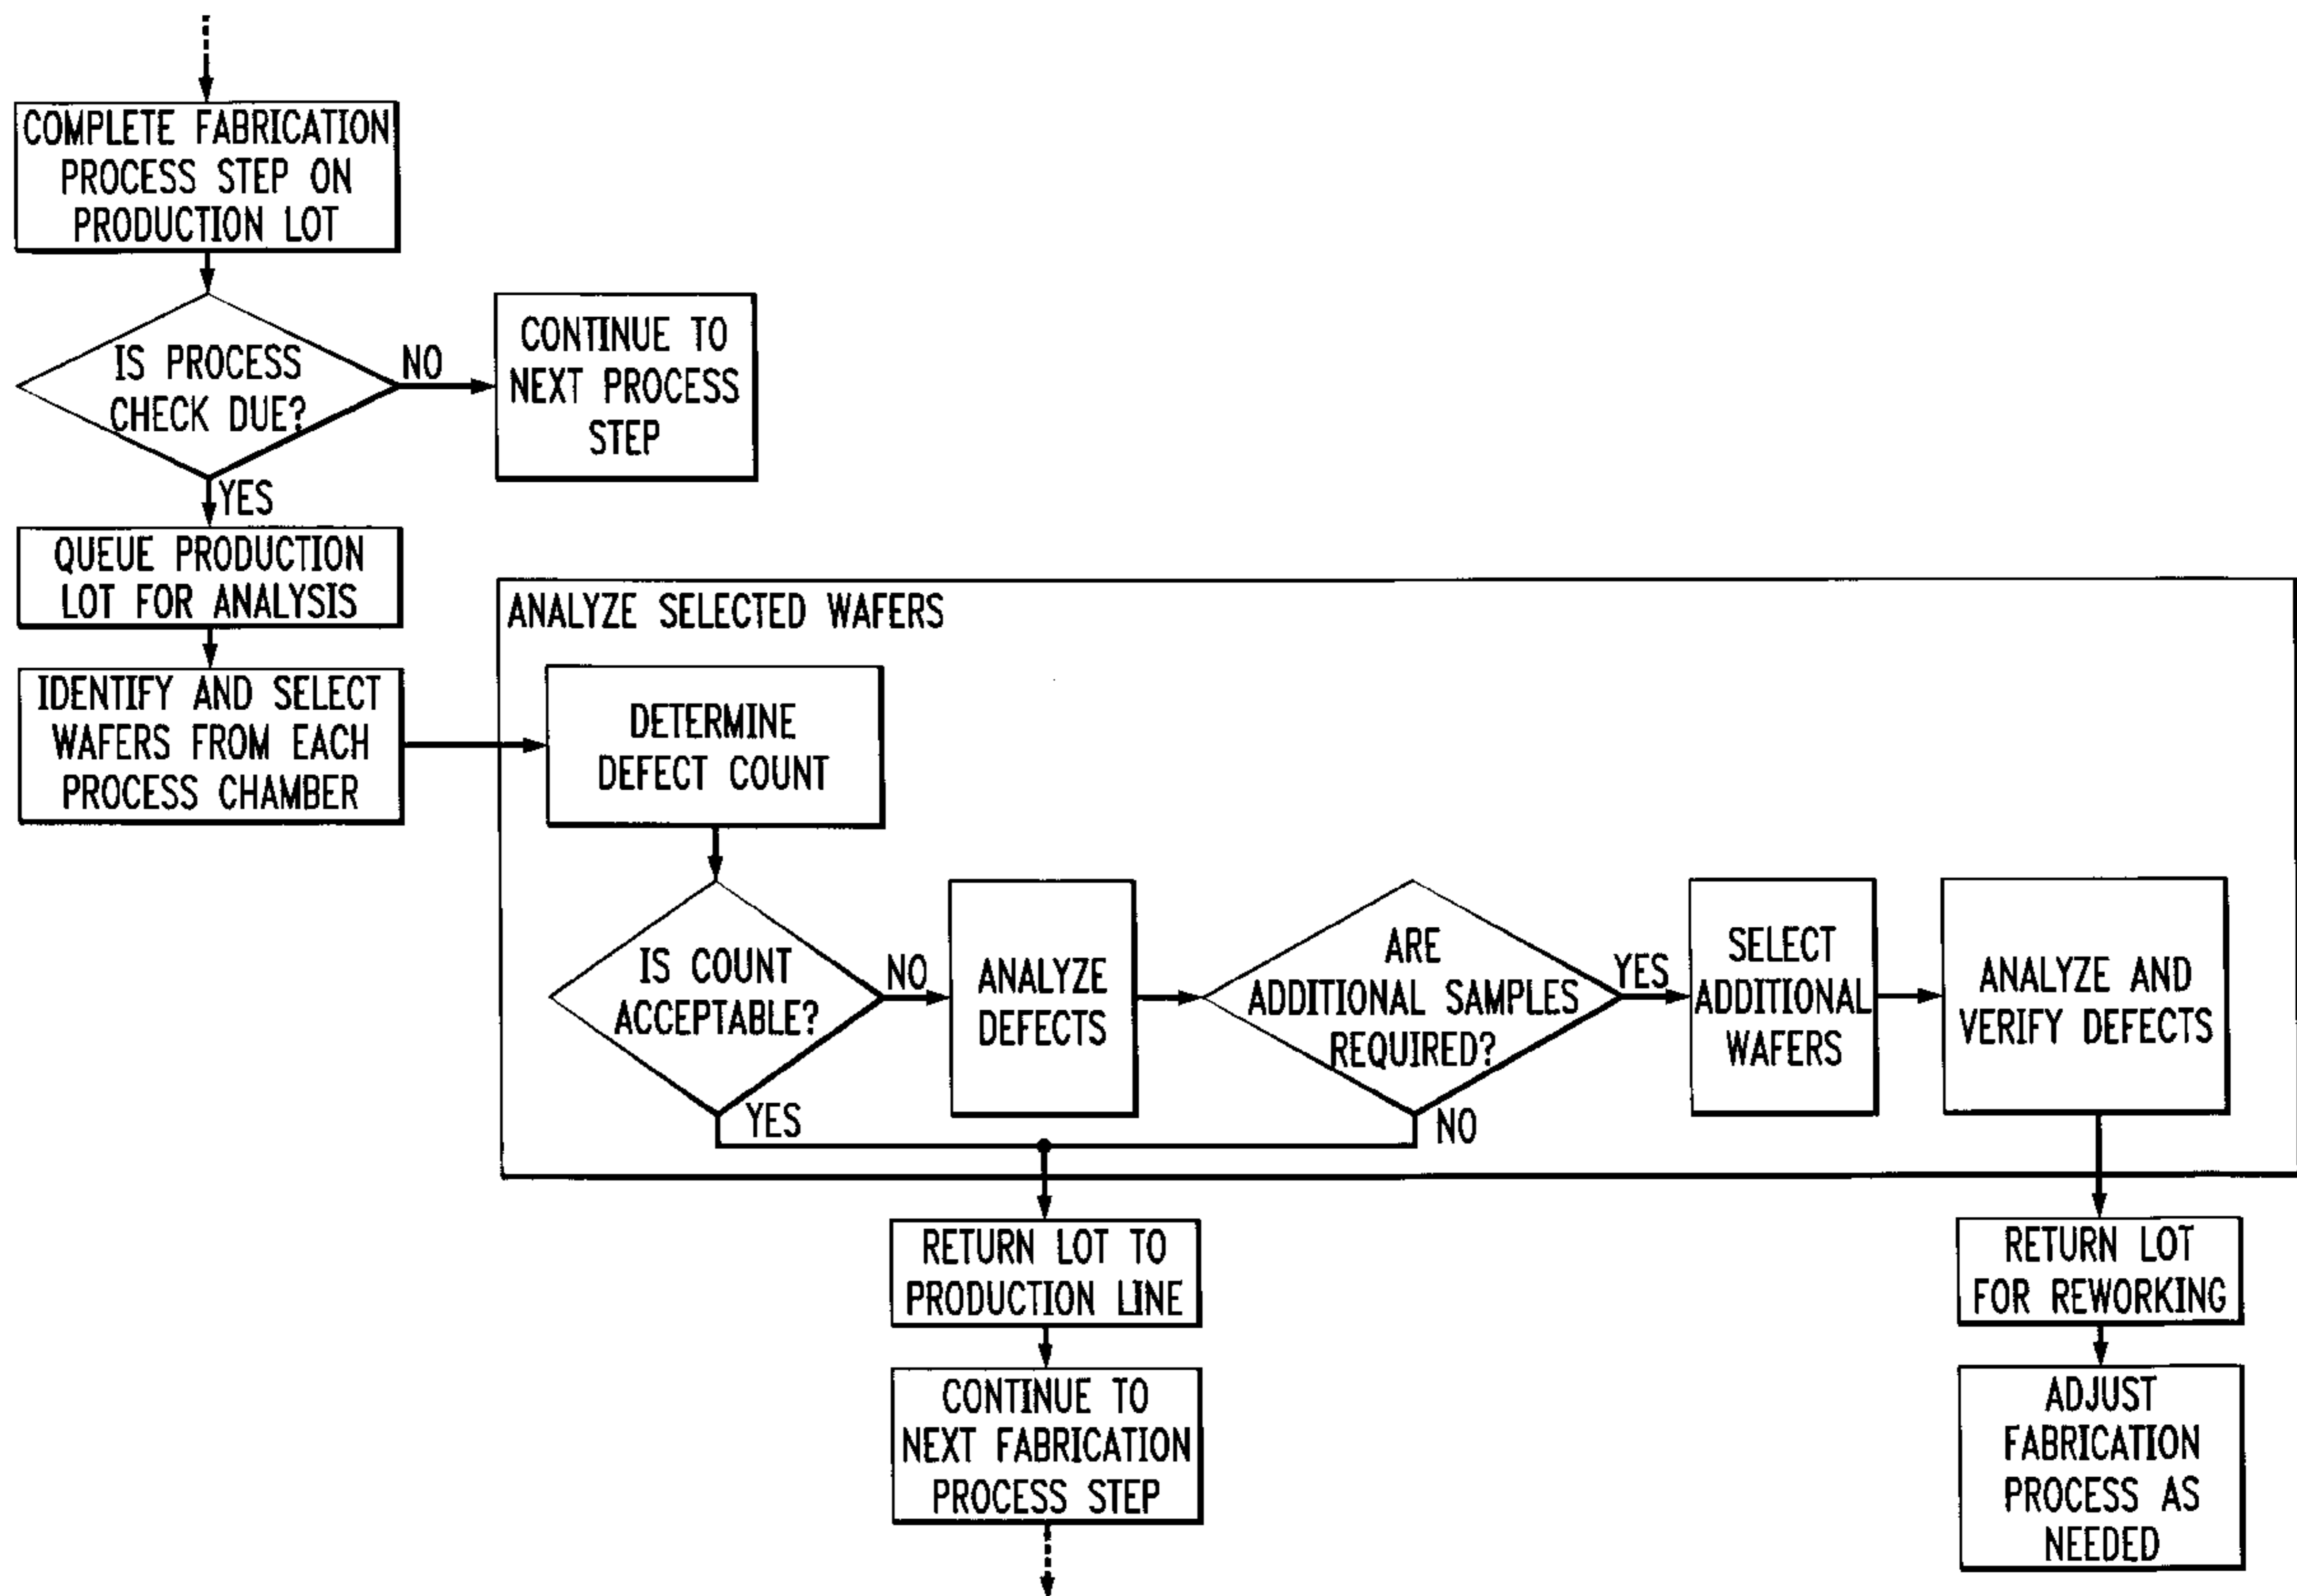 COMPLETE FABRICATION
PROCESS STEP ON
PRODUCTION LOT
IS PROCESS
CHECK DUE?
NO
CONTINUE TO
NEXT PROCESS
STEP
YES
QUEUE PRODUCTION
LOT FOR ANALYSIS
IDENTIFY AND SELECT
WAFERS FROM EACH
PROCESS CHAMBER
ANALYZE SELECTED WAFERS
DETERMINE
DEFECT COUNT
IS COUNT
ACCEPTABLE?
NO
YES
ANALYZE
DEFECTS
ARE
ADDITIONAL SAMPLES
REQUIRED?
YES
NO
SELECT
ADDITIONAL
WAFERS
ANALYZE AND
VERIFY DEFECTS
RETURN LOT TO
PRODUCTION LINE
CONTINUE TO
NEXT FABRICATION
PROCESS STEP
RETURN LOT
FOR REWORKING
ADJUST
FABRICATION
PROCESS AS
NEEDED